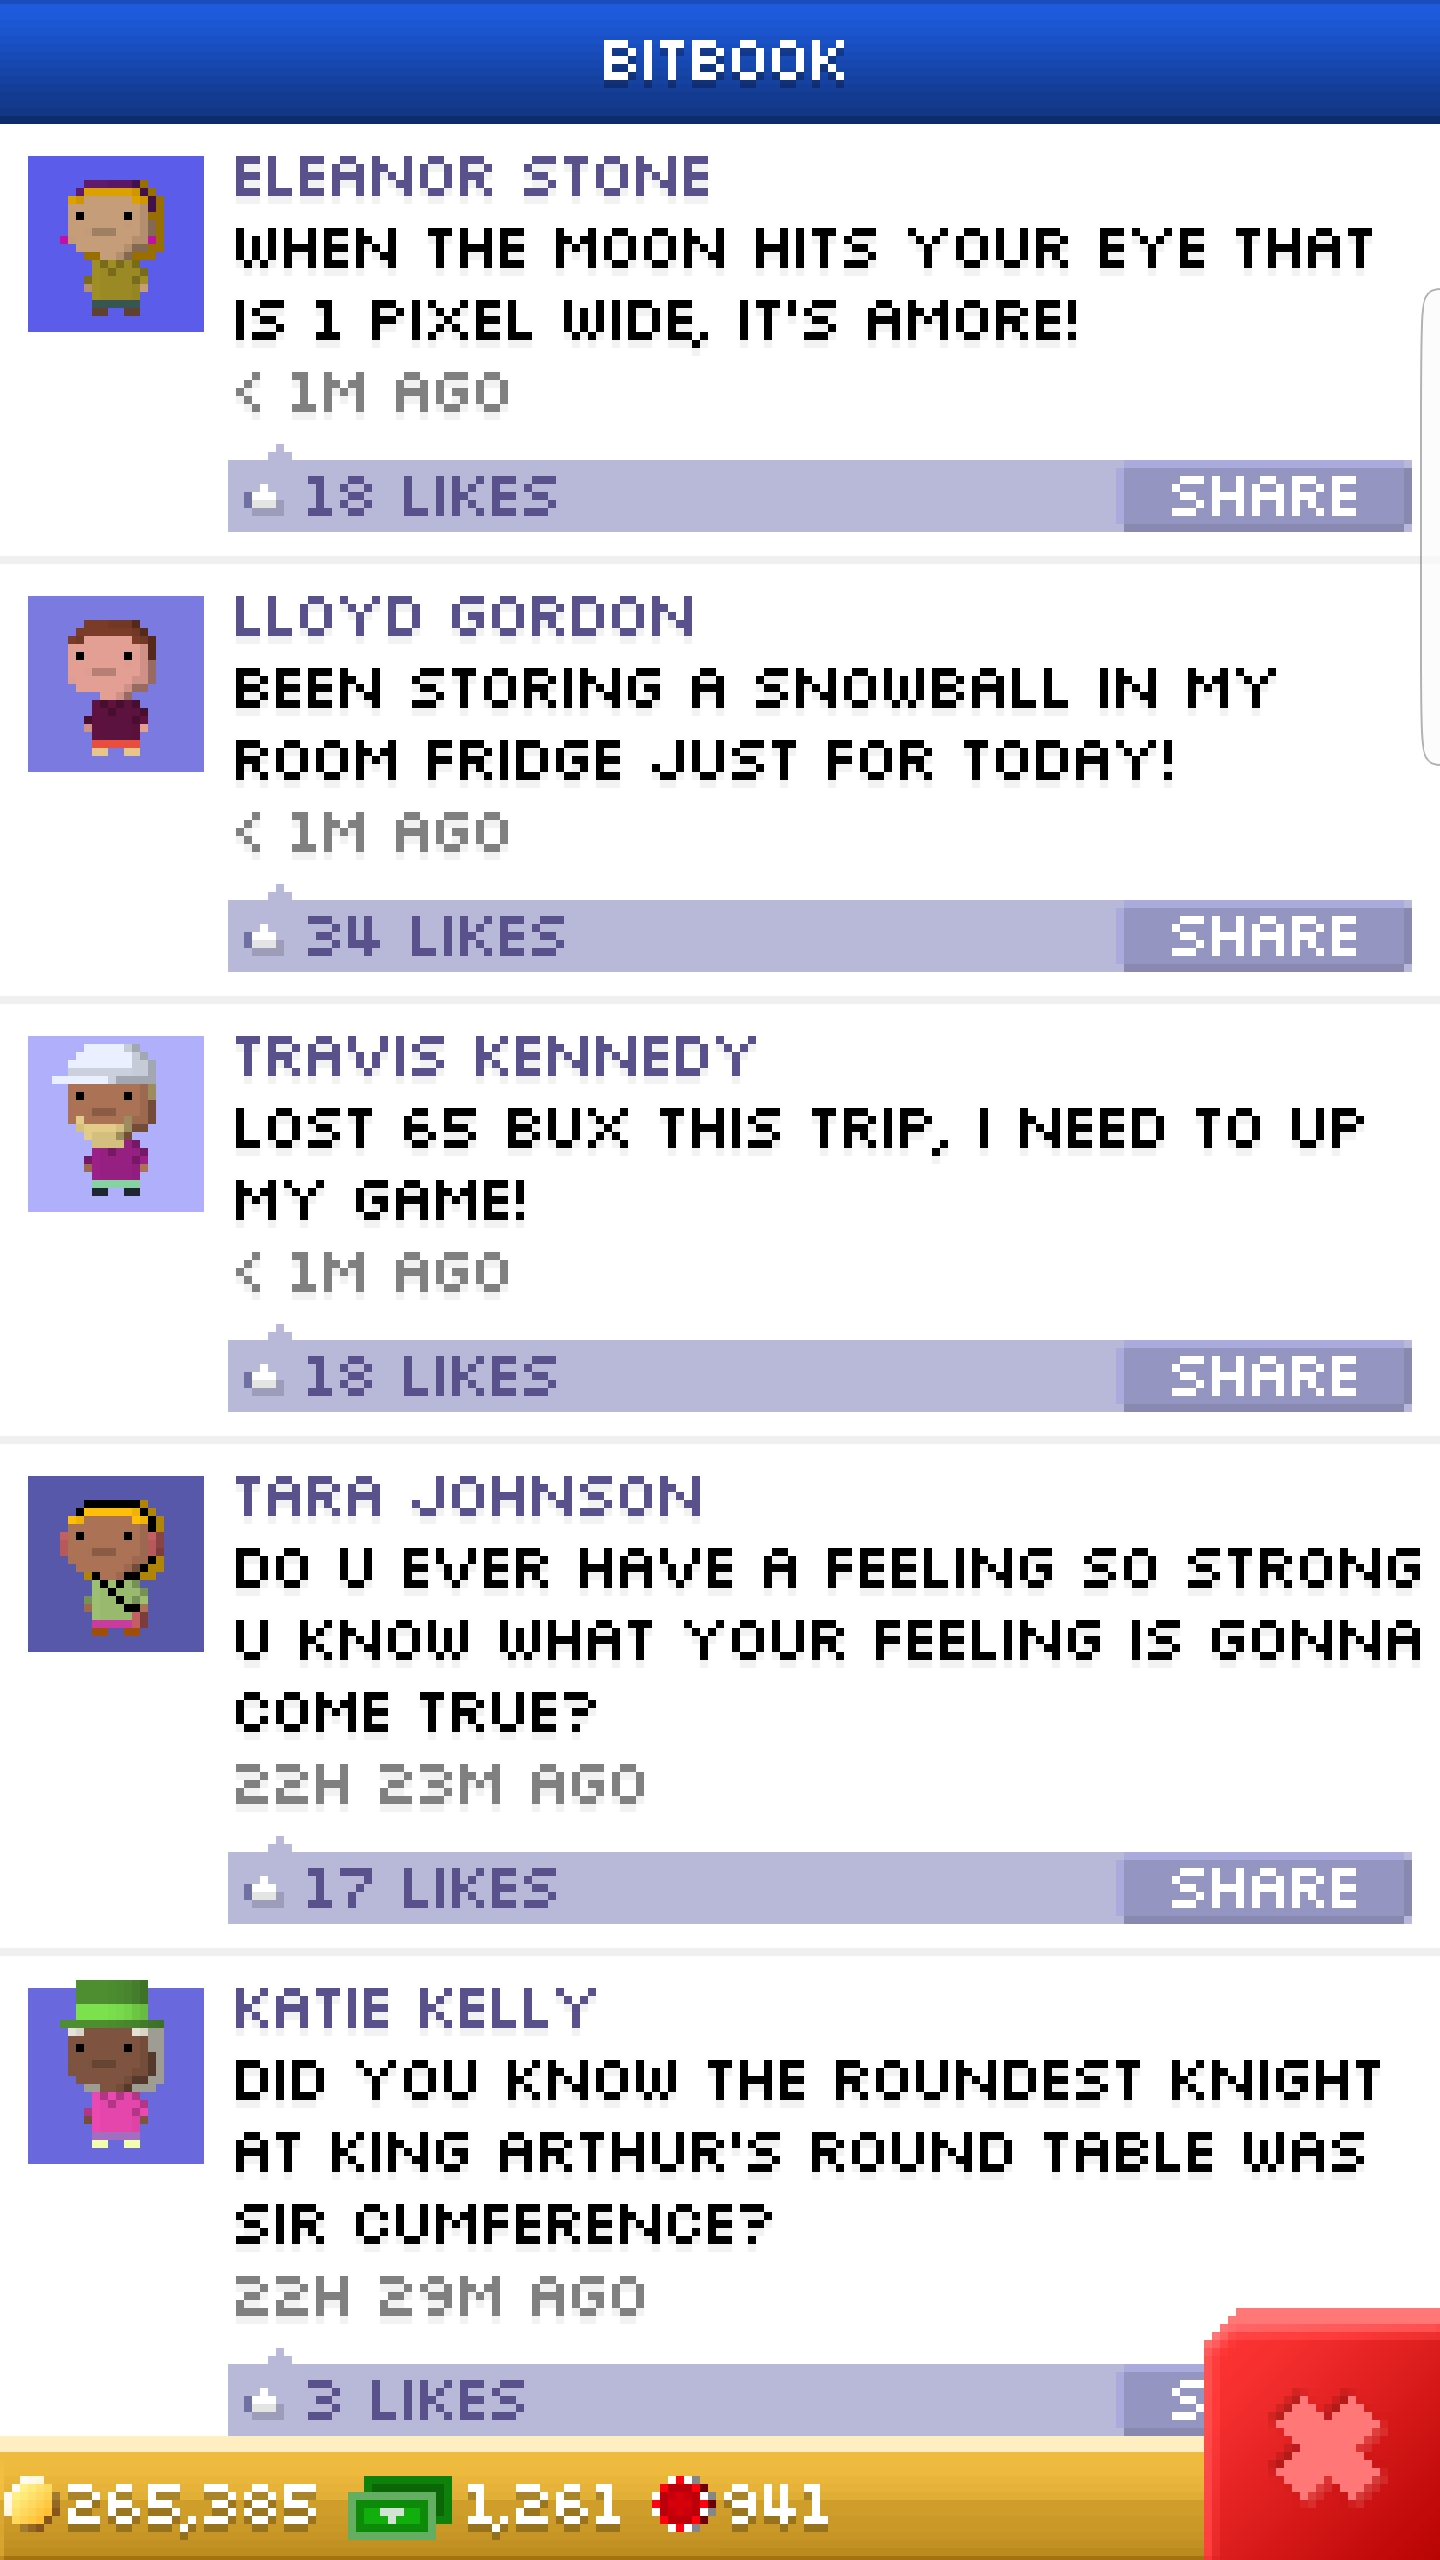 BITBOOK
ELEANOR STONE
WHEN THE MOON HITS YOUR EYE THAT
IS 1 PIXEL WIDE, IT'S AMORE!
< 1M AGO
18 LIKES
SHARE
LLOYD GORDON
BEEN STORING A SNOWBALL IN MY
ROOM FRIDGE JUST FOR TODAY!
< 1M AGO
34 LIKES
SHARE
TRAVIS KENNEDY
LOST 65 BUX THIS TRIP, I NEED TO UP
MY GAME!
< 1M AGO
18 LIKES
SHARE
TARA JOHNSON
DO U EVER HAVE A FEELING SO STRONG
U KNOW WHAT YOUR FEELING IS GONNA
COME TRUE?
22H 23M AGO
17 LIKES
SHARE
KATIE KELLY
DID YOU KNOW THE ROUNDEST KNIGHT
AT KING ARTHUR'S ROUND TABLE WAS
SIR CUMFERENCE?
22H 29M AGO
3 LIKES
S
265,385 1,261 941